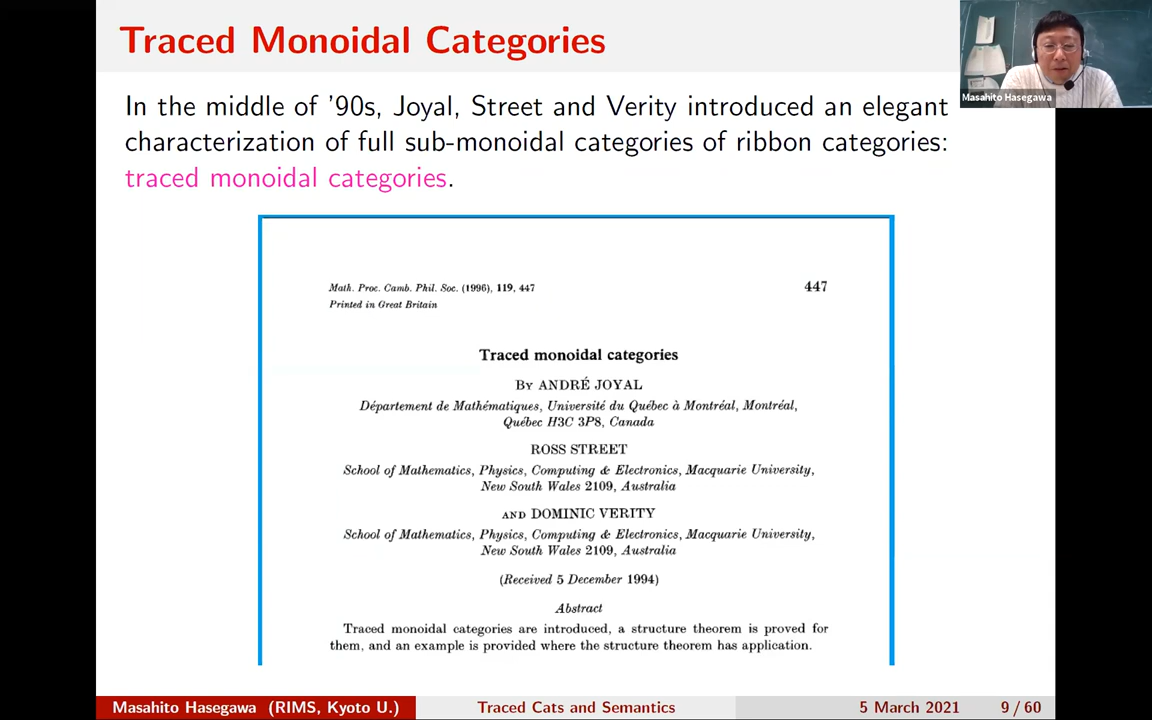 Traced Monoidal Categories
Masahito Hasegawa
In the middle of ’90s, Joyal, Street and Verity introduced an elegant
characterization of full sub-monoidal categories of ribbon categories:
traced monoidal categories.
Math. Proc. Camb. Phil. Soc. (1996), 119, 447
447
Printed in Great Britain
Traced monoidal categories
By ANDRÉ JOYAL
Département de Mathématiques, Université du Québec à Montréal, Montréal,
Québec H3C 3P8, Canada
ROSS STREET
School of Mathematics, Physics, Computing & Electronics, Macquarie University,
New South Wales 2109, Australia
AND DOMINIC VERITY
School of Mathematics, Physics, Computing & Electronics, Macquarie University,
New South Wales 2109, Australia
(Received 5 December 1994)
Abstract
Traced monoidal categories are introduced, a structure theorem is proved for
them, and an example is provided where the structure theorem has application.
Masahito Hasegawa (RIMS, Kyoto U.)
Traced Cats and Semantics
5 March 2021
9 / 60